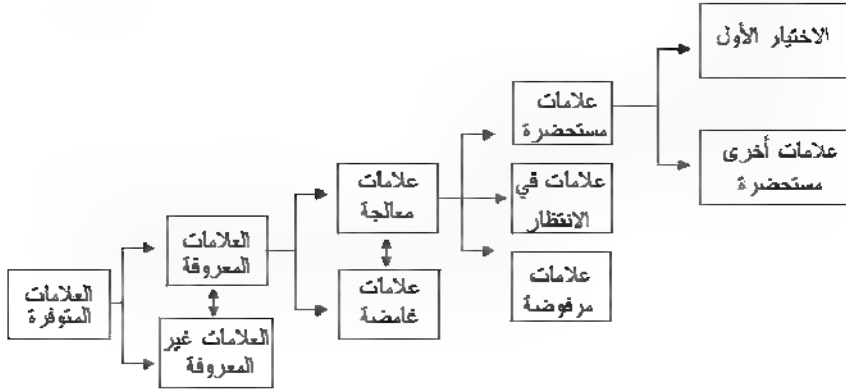 الاختيار الأول
علامات أخرى
مستحضرة
علامات
مستحضرة
علامات في
الانتظار
علامات
مرفوضة
علامات
معالجة
علامات
غامضة
العلامات
المعروفة
العلامات غير
المعروفة
العلامات
المتوفرة